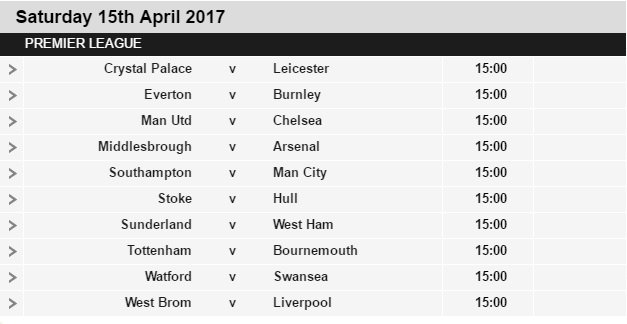 Saturday 15th April 2017
PREMIER LEAGUE
Crystal Palace v Leicester 15:00
Everton v Burnley 15:00
Man Utd v Chelsea 15:00
Middlesbrough v Arsenal 15:00
Southampton v Man City 15:00
Stoke v Hull 15:00
Sunderland v West Ham 15:00
Tottenham v Bournemouth 15:00
Watford v Swansea 15:00
West Brom v Liverpool 15:00